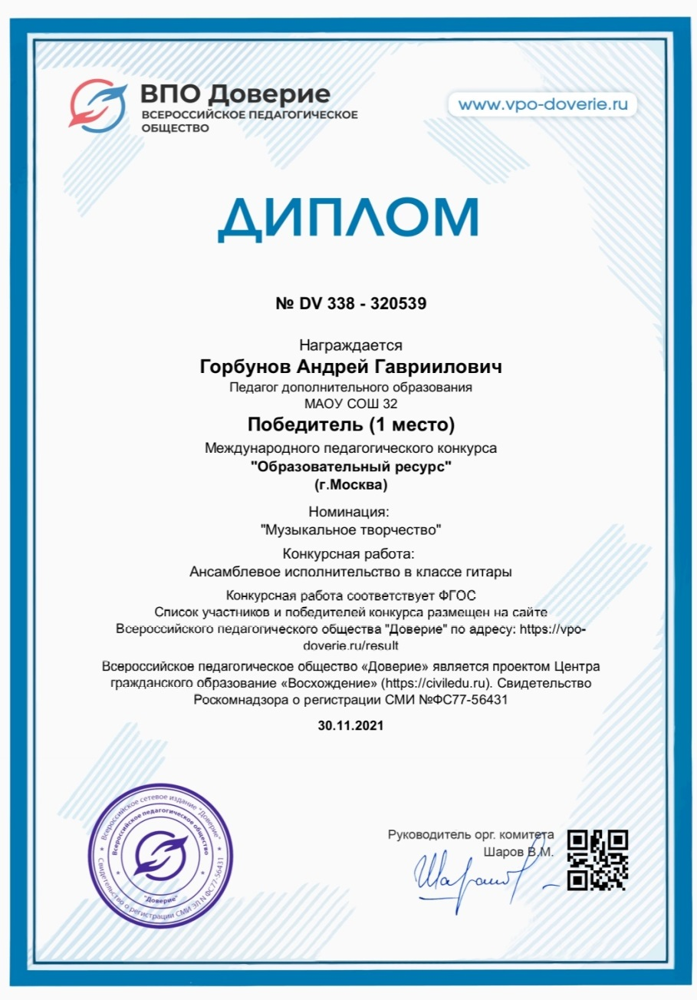 ВПО Доверие
ВСЕРОССИЙСКОЕ ПЕДАГОГИЧЕСКОЕ
ОБЩЕСТВО
www.vpo-doverie.ru
ДИПЛОМ
№ DV 338 - 320539
Награждается
Горбунов Андрей Гавриилович
Педагог дополнительного образования
МАОУ СОШ 32
Победитель (1 место)
Международного педагогического конкурса
"Образовательный ресурс"
(г.Москва)
Номинация:
"Музыкальное творчество"
Конкурсная работа:
Ансамблевое исполнительство в классе гитары
Конкурсная работа соответствует ФГОС
Список участников и победителей конкурса размещен на сайте
Всероссийского педагогического общества "Доверие" по адресу: https://vpo-
doverie.ru/result
Всероссийское педагогическое общество «Доверие» является проектом Центра
гражданского образование «Восхождение» (https://civiledu.ru). Свидетельство
Роскомнадзора о регистрации СМИ №ФС77-56431
30.11.2021
Всероссийское сетевое издание "Доверие"
Свидетельство о регистрации СМИ ЭЛ N ФС77-56431
Всероссийское педагогическое общество
"Доверие"
Руководитель орг. комитета
Шаров В.М.